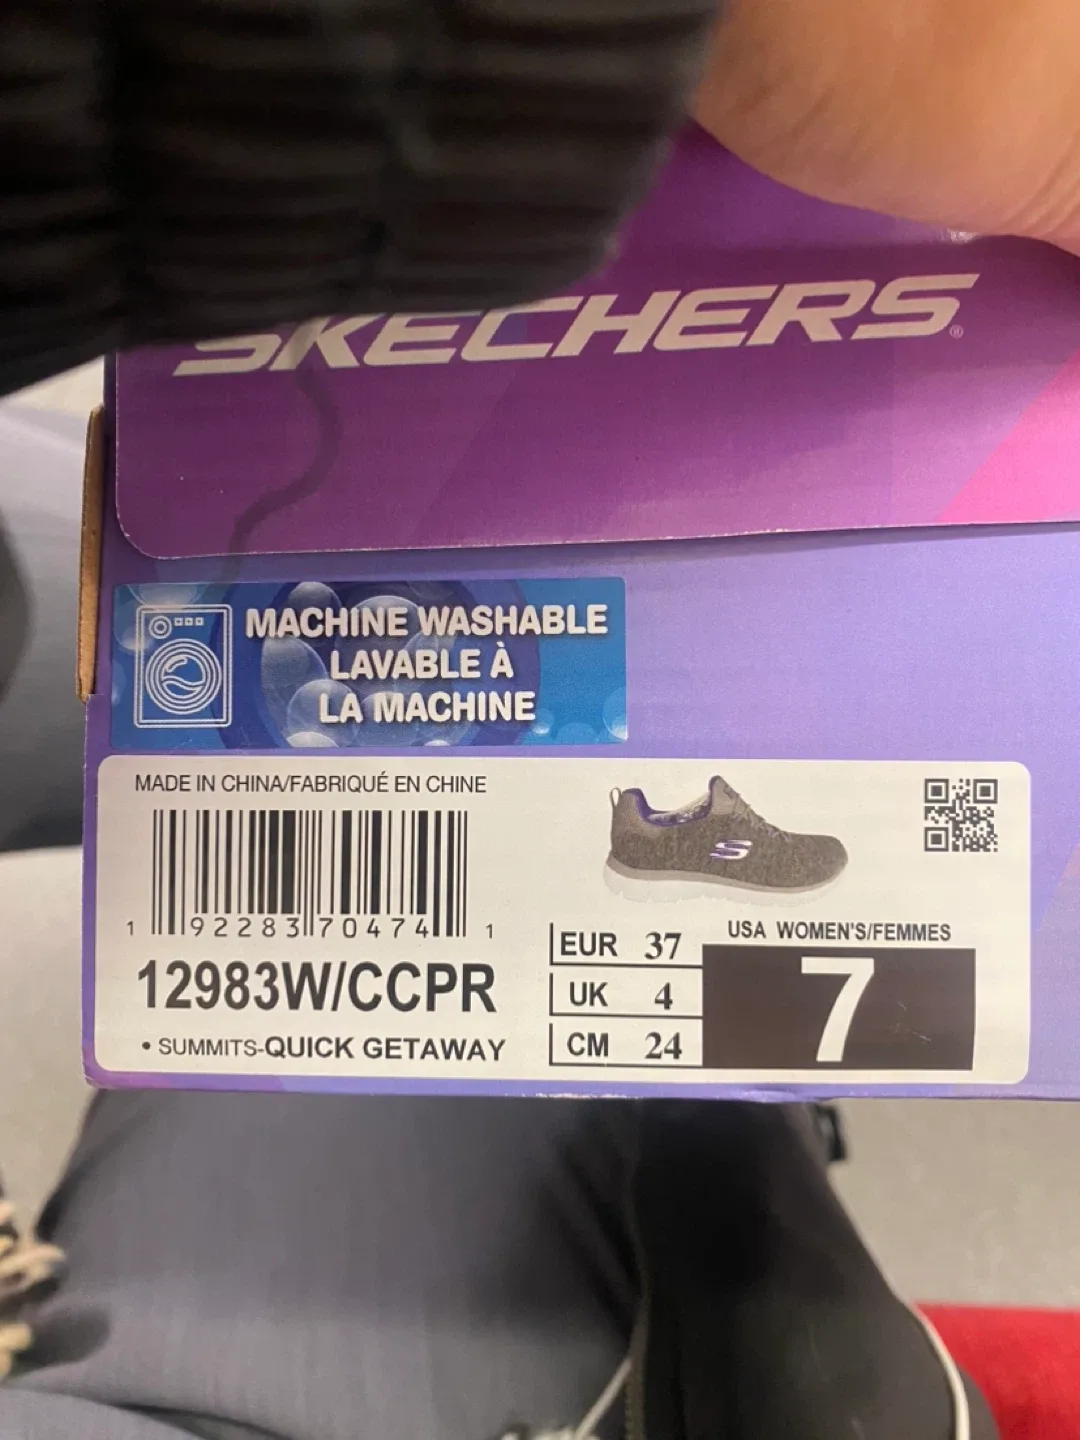 SKECHERS®
MACHINE WASHABLE
LAVABLE À
LA MACHINE
MADE IN CHINA/FABRIQUÉ EN CHINE
1 92283 70474 1
12983W/CCPR
• SUMMITS-QUICK GETAWAY
S
USA WOMEN'S/FEMMES
EUR 37
UK 4
CM 24
7